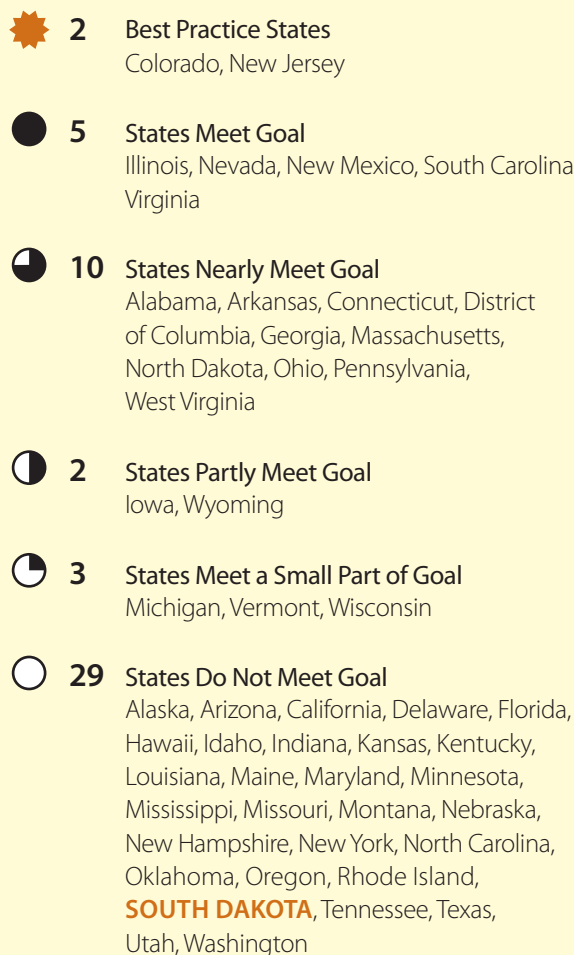 2 Best Practice States
Colorado, New Jersey
5 States Meet Goal
Illinois, Nevada, New Mexico, South Carolina
Virginia
10 States Nearly Meet Goal
Alabama, Arkansas, Connecticut, District
of Columbia, Georgia, Massachusetts,
North Dakota, Ohio, Pennsylvania,
West Virginia
2 States Partly Meet Goal
Iowa, Wyoming
3 States Meet a Small Part of Goal
Michigan, Vermont, Wisconsin
29 States Do Not Meet Goal
Alaska, Arizona, California, Delaware, Florida,
Hawaii, Idaho, Indiana, Kansas, Kentucky,
Louisiana, Maine, Maryland, Minnesota,
Mississippi, Missouri, Montana, Nebraska,
New Hampshire, New York, North Carolina,
Oklahoma, Oregon, Rhode Island,
SOUTH DAKOTA, Tennessee, Texas,
Utah, Washington